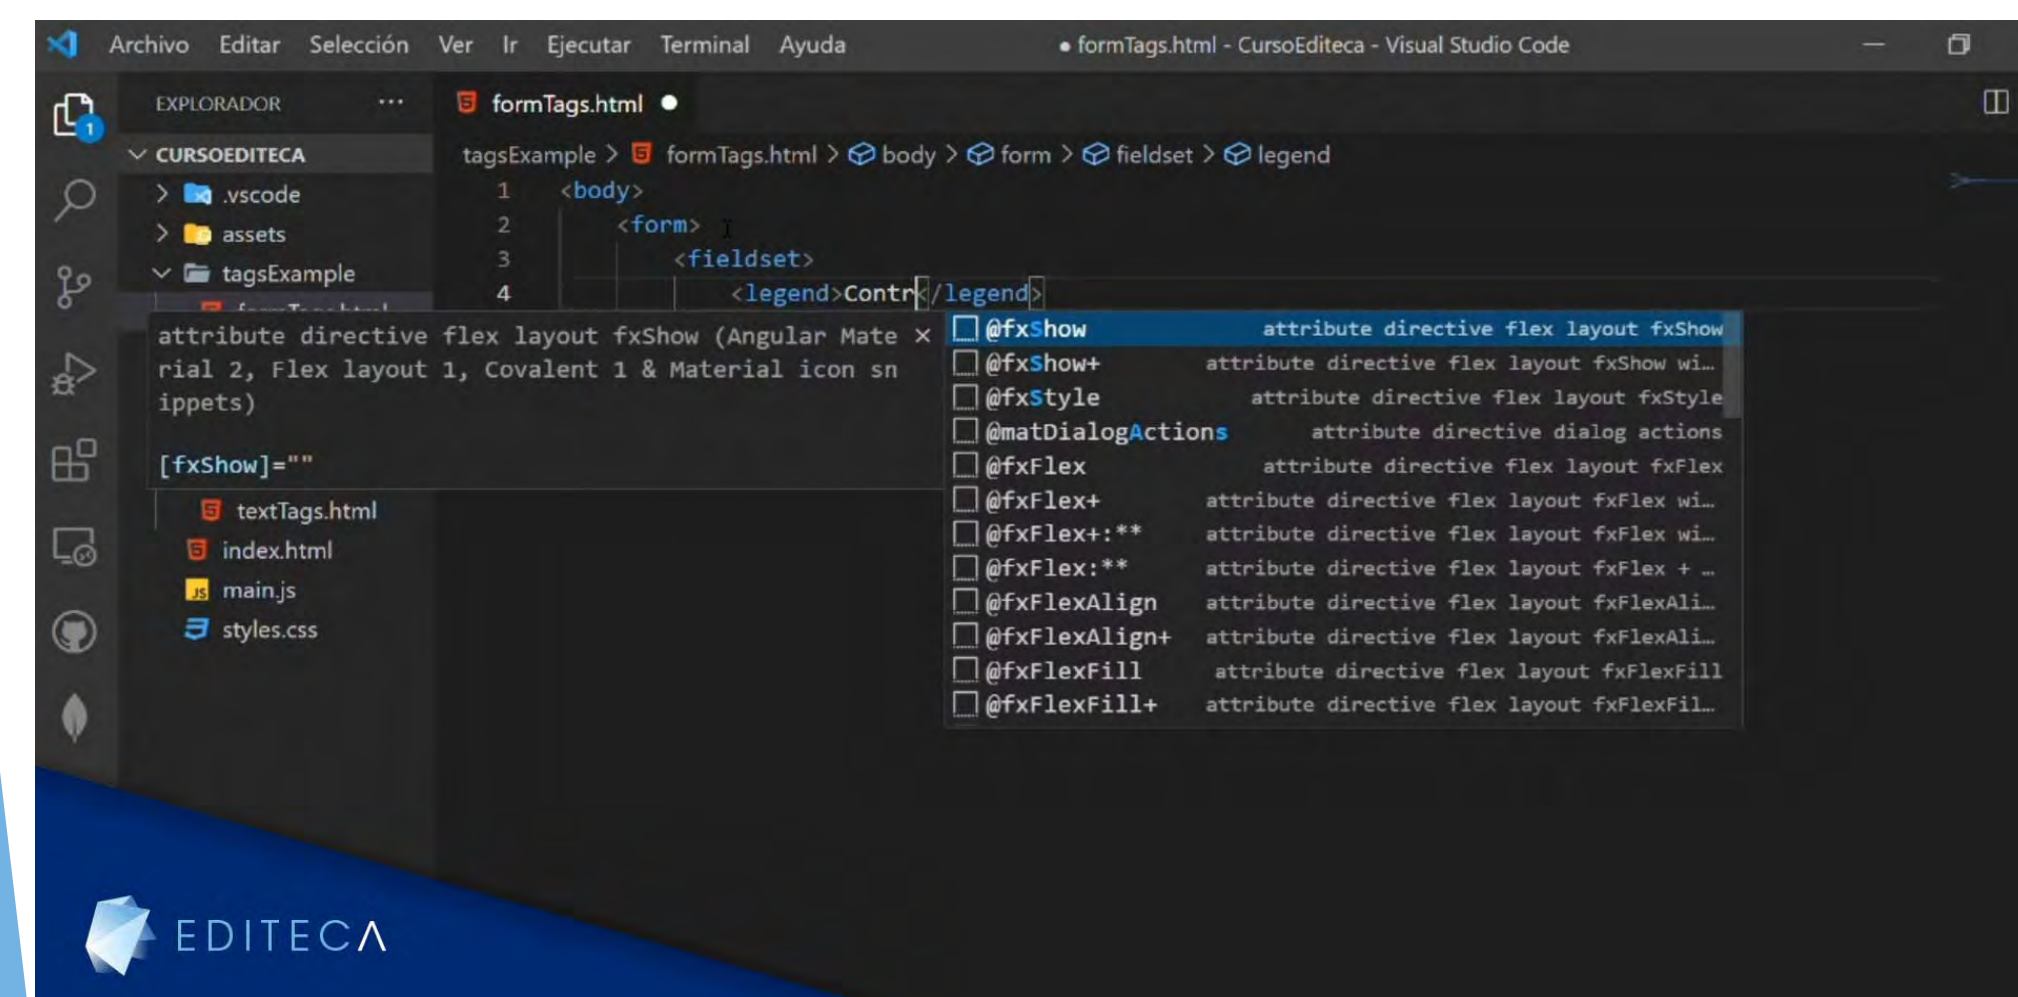 Archivo Editar Selección Ver Ir Ejecutar Terminal Ayuda
● formTags.html - CursoEditeca - Visual Studio Code
EXPLORADOR ···
formTags.html ●
1
CURSOEDITECA
tagsExample > formTags.html > body > form > fieldset > legend
.vscode
assets
tagsExample
formTags.html
1 <body>
2 <form>
3 <fieldset>
4 <legend>Contr</legend>
attribute directive flex layout fxShow (Angular Mate
rial 2, Flex layout 1, Covalent 1 & Material icon sn
ippets)
[fxShow]=""
@fxShow attribute directive flex layout fxShow
@fxShow+ attribute directive flex layout fxShow wi…
@fxStyle attribute directive flex layout fxStyle
@matDialogActions attribute directive dialog actions
@fxFlex attribute directive flex layout fxFlex
@fxFlex+ attribute directive flex layout fxFlex wi…
@fxFlex+:** attribute directive flex layout fxFlex wi…
@fxFlex:** attribute directive flex layout fxFlex + …
@fxFlexAlign attribute directive flex layout fxFlexAli…
@fxFlexAlign+ attribute directive flex layout fxFlexAli…
@fxFlexFill attribute directive flex layout fxFlexFill
@fxFlexFill+ attribute directive flex layout fxFlexFil…
textTags.html
index.html
JS main.js
styles.css
EDITECA